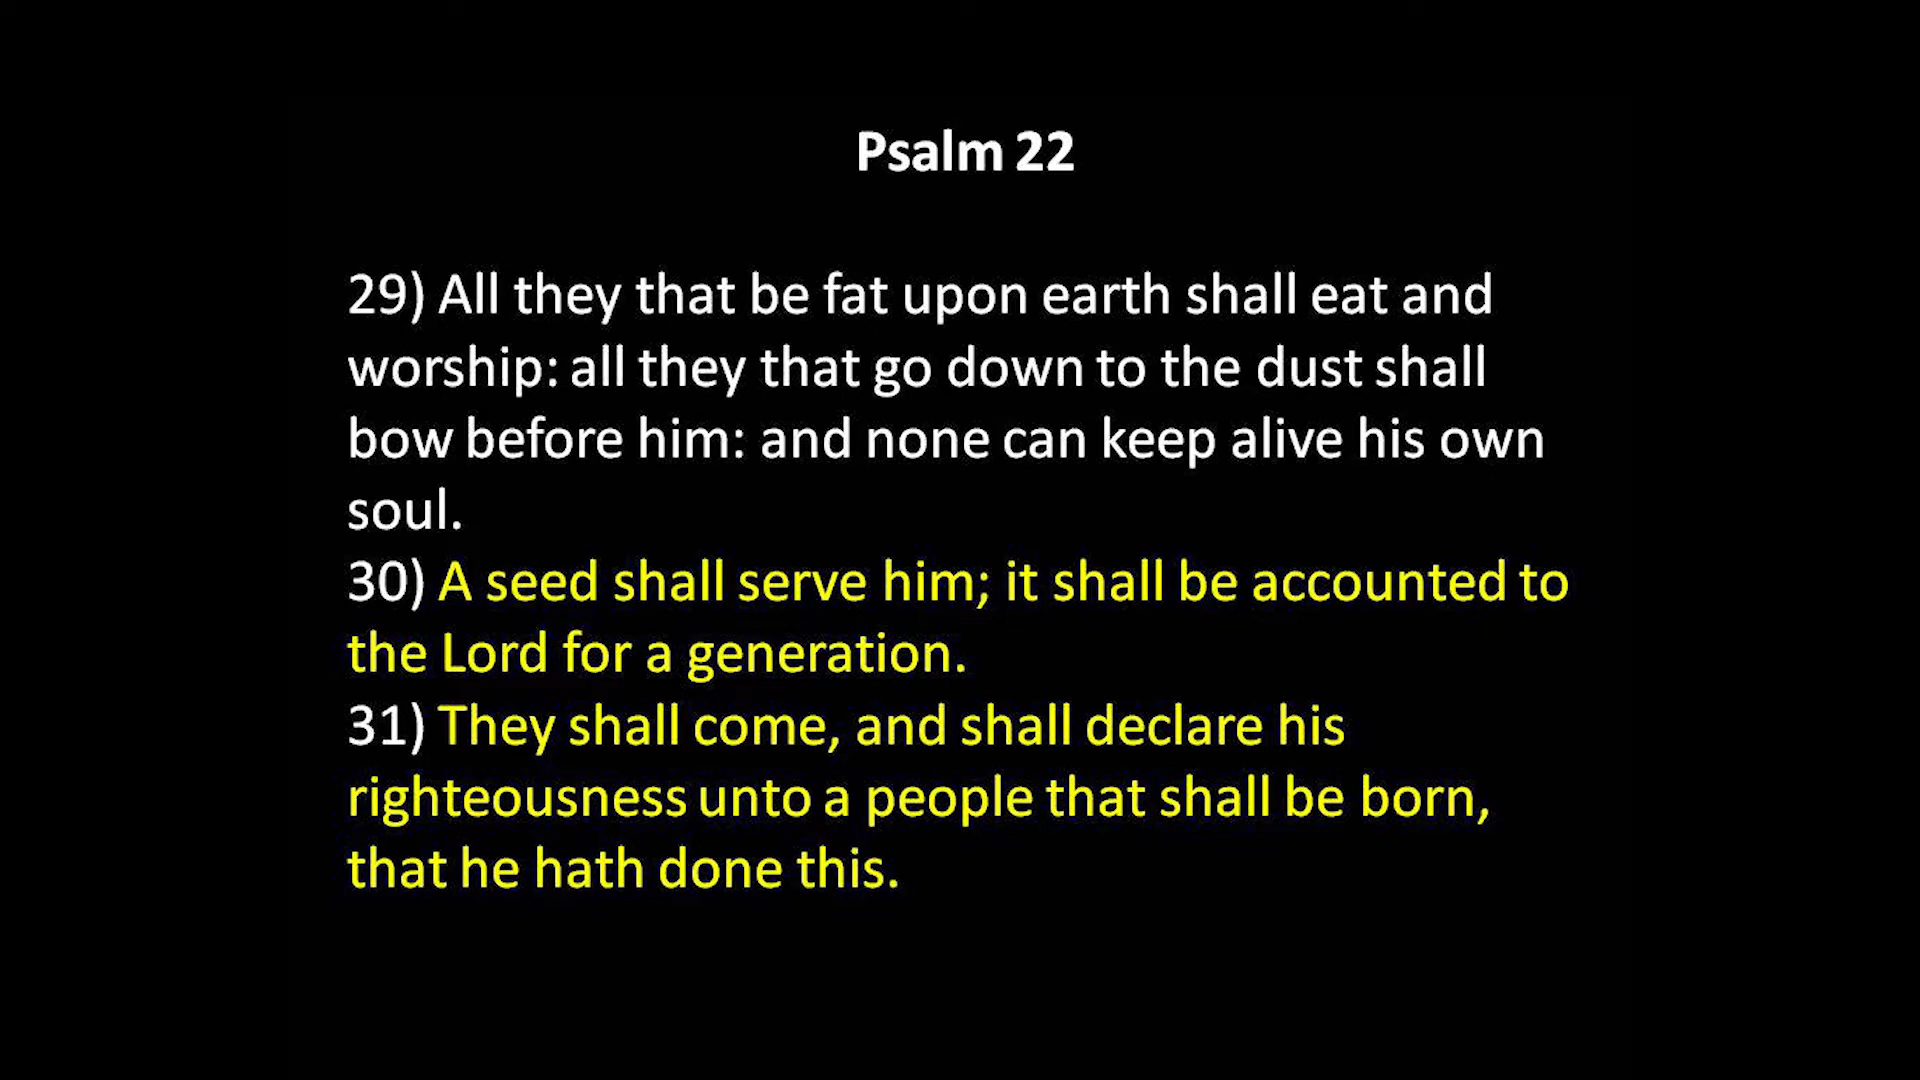 Psalm 22
29) All they that be fat upon earth shall eat and
worship: all they that go down to the dust shall
bow before him: and none can keep alive his own
soul.
30) A seed shall serve him; it shall be accounted to
the Lord for a generation.
31) They shall come, and shall declare his
righteousness unto a people that shall be born,
that he hath done this.